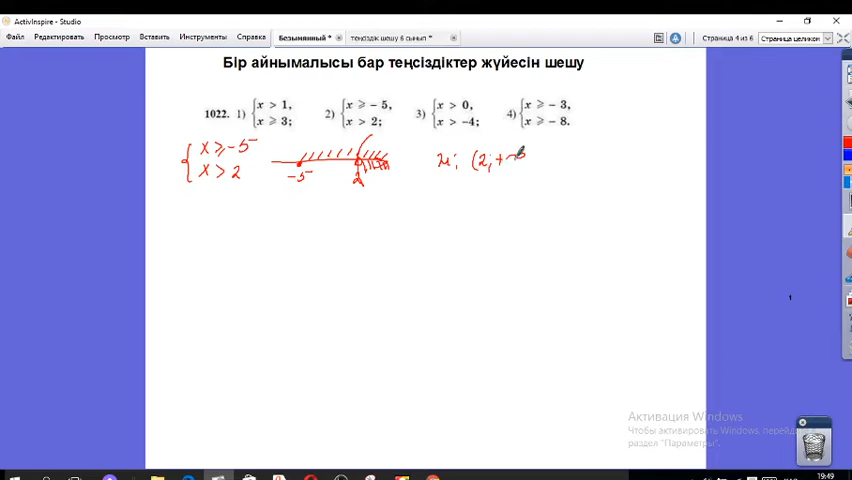 ActivInspire - Studio
Файл Редактировать Просмотр Вставить Инструменты Справка Безымянный* теңсіздік шешу 6 сынып* Страница 4 из 6 Страница целиком
Бір айнымалысы бар теңсіздіктер жүйесін шешу
1022. 1) { x > 1, 2) { x ⩾ − 5, 3) { x > 0, 4) { x ⩾ − 3,
x ⩾ 3; x > 2; x > −4; x ⩾ − 8.
{ x ⩾ −5
x > 2
−5 2
(2; +∞
1
Активация Windows
Чтобы активировать Windows, перейдите в
раздел "Параметры".
19:49